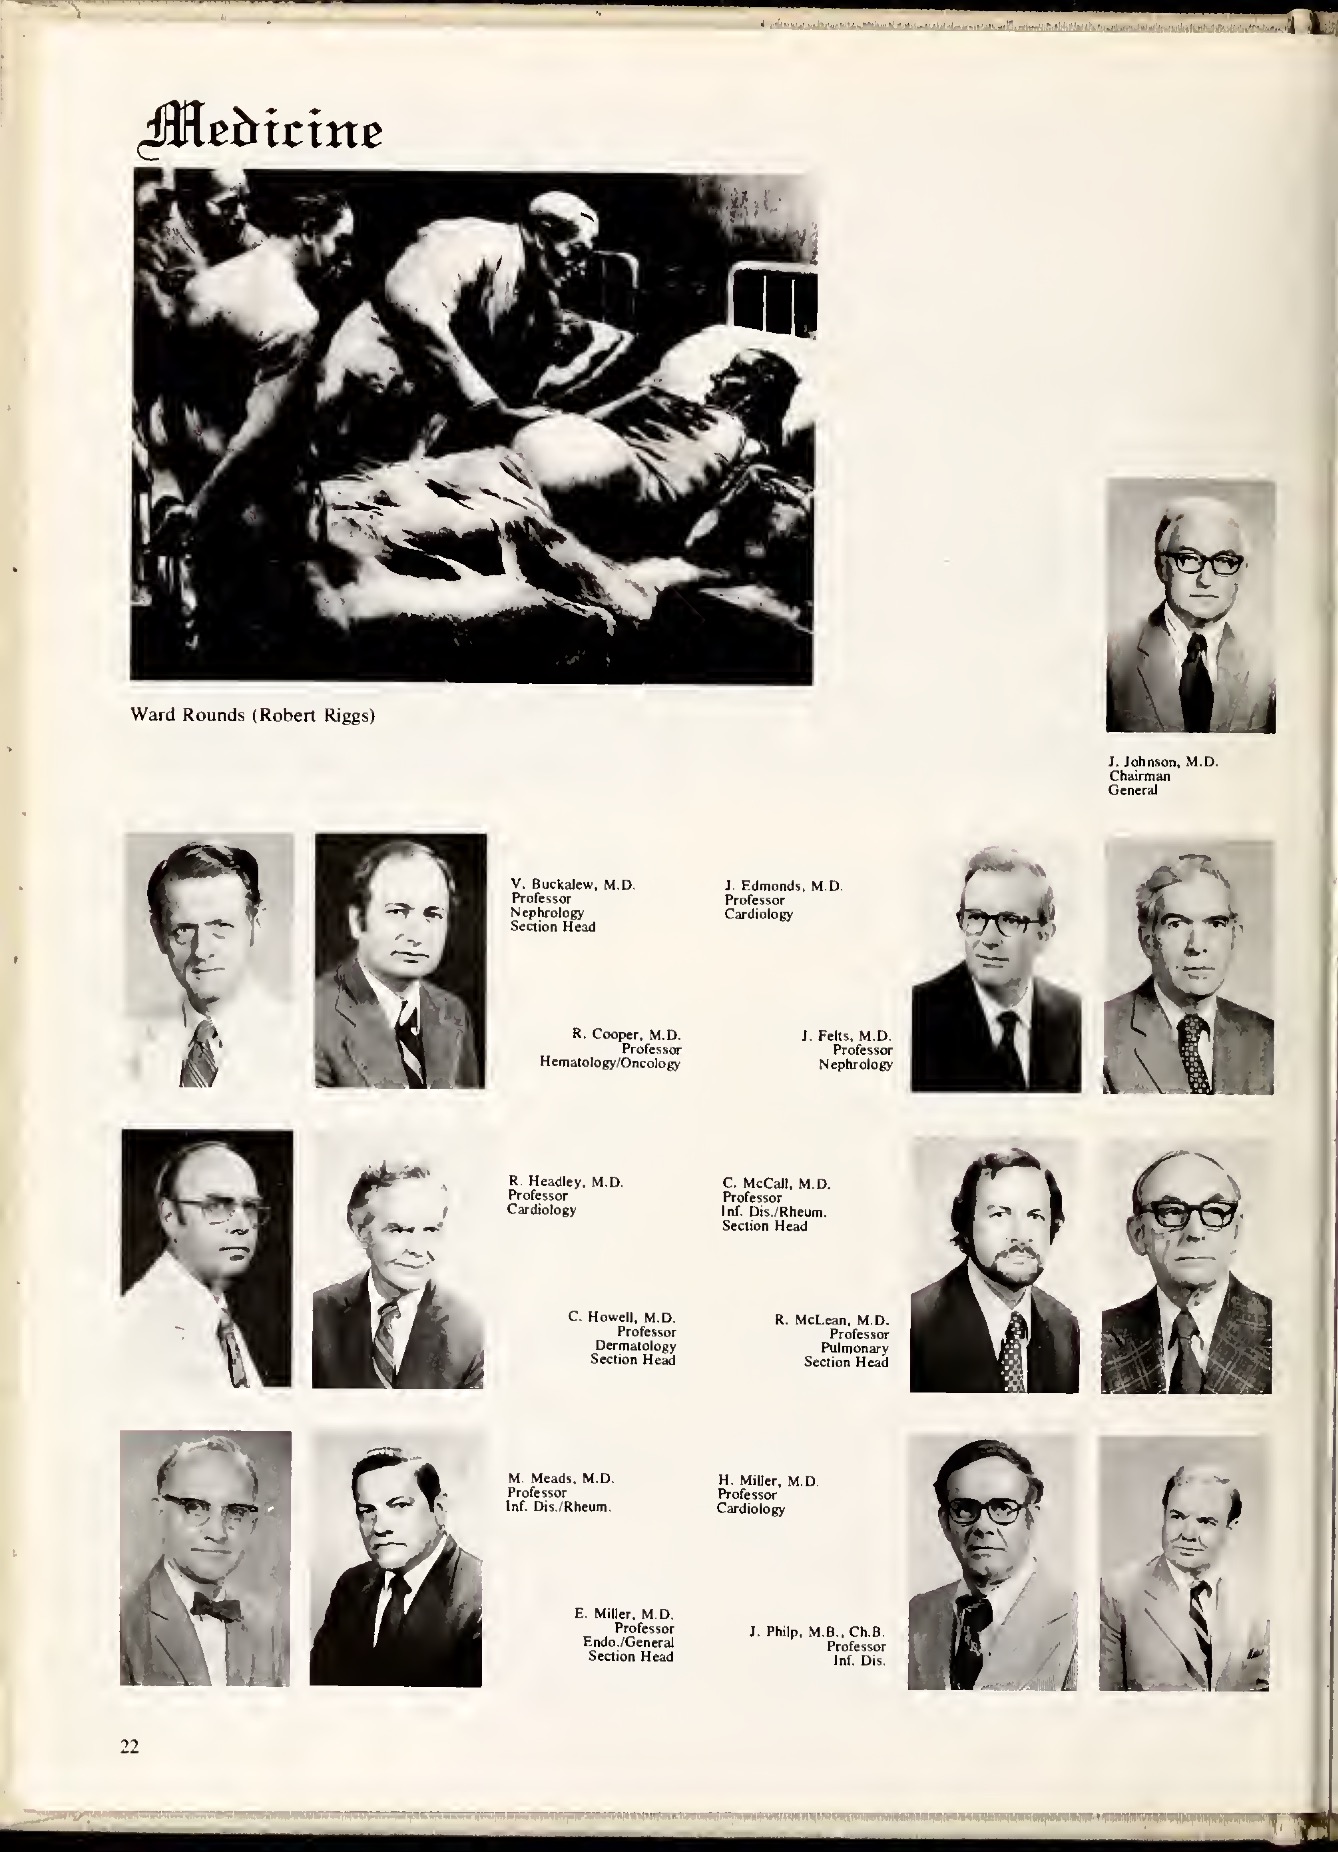 Medicine
Ward Rounds (Robert Riggs)
J. Johnson, M.D.
Chairman
General
V. Buckalew, M.D.
Professor
Nephrology
Section Head
R. Cooper, M.D.
Professor
Hematology/Oncology
J. Edmonds, M.D.
Professor
Cardiology
J. Felts, M.D.
Professor
Nephrology
R. Headley, M.D.
Professor
Cardiology
C. Howell, M.D.
Professor
Dermatology
Section Head
C. McCall, M.D.
Professor
Inf. Dis./Rheum.
Section Head
R. McLean, M.D.
Professor
Pulmonary
Section Head
M. Meads, M.D.
Professor
Inf. Dis./Rheum.
E. Miller, M.D.
Professor
Endo./General
Section Head
H. Miller, M.D.
Professor
Cardiology
J. Philp, M.B., Ch.B.
Professor
Inf. Dis.
22